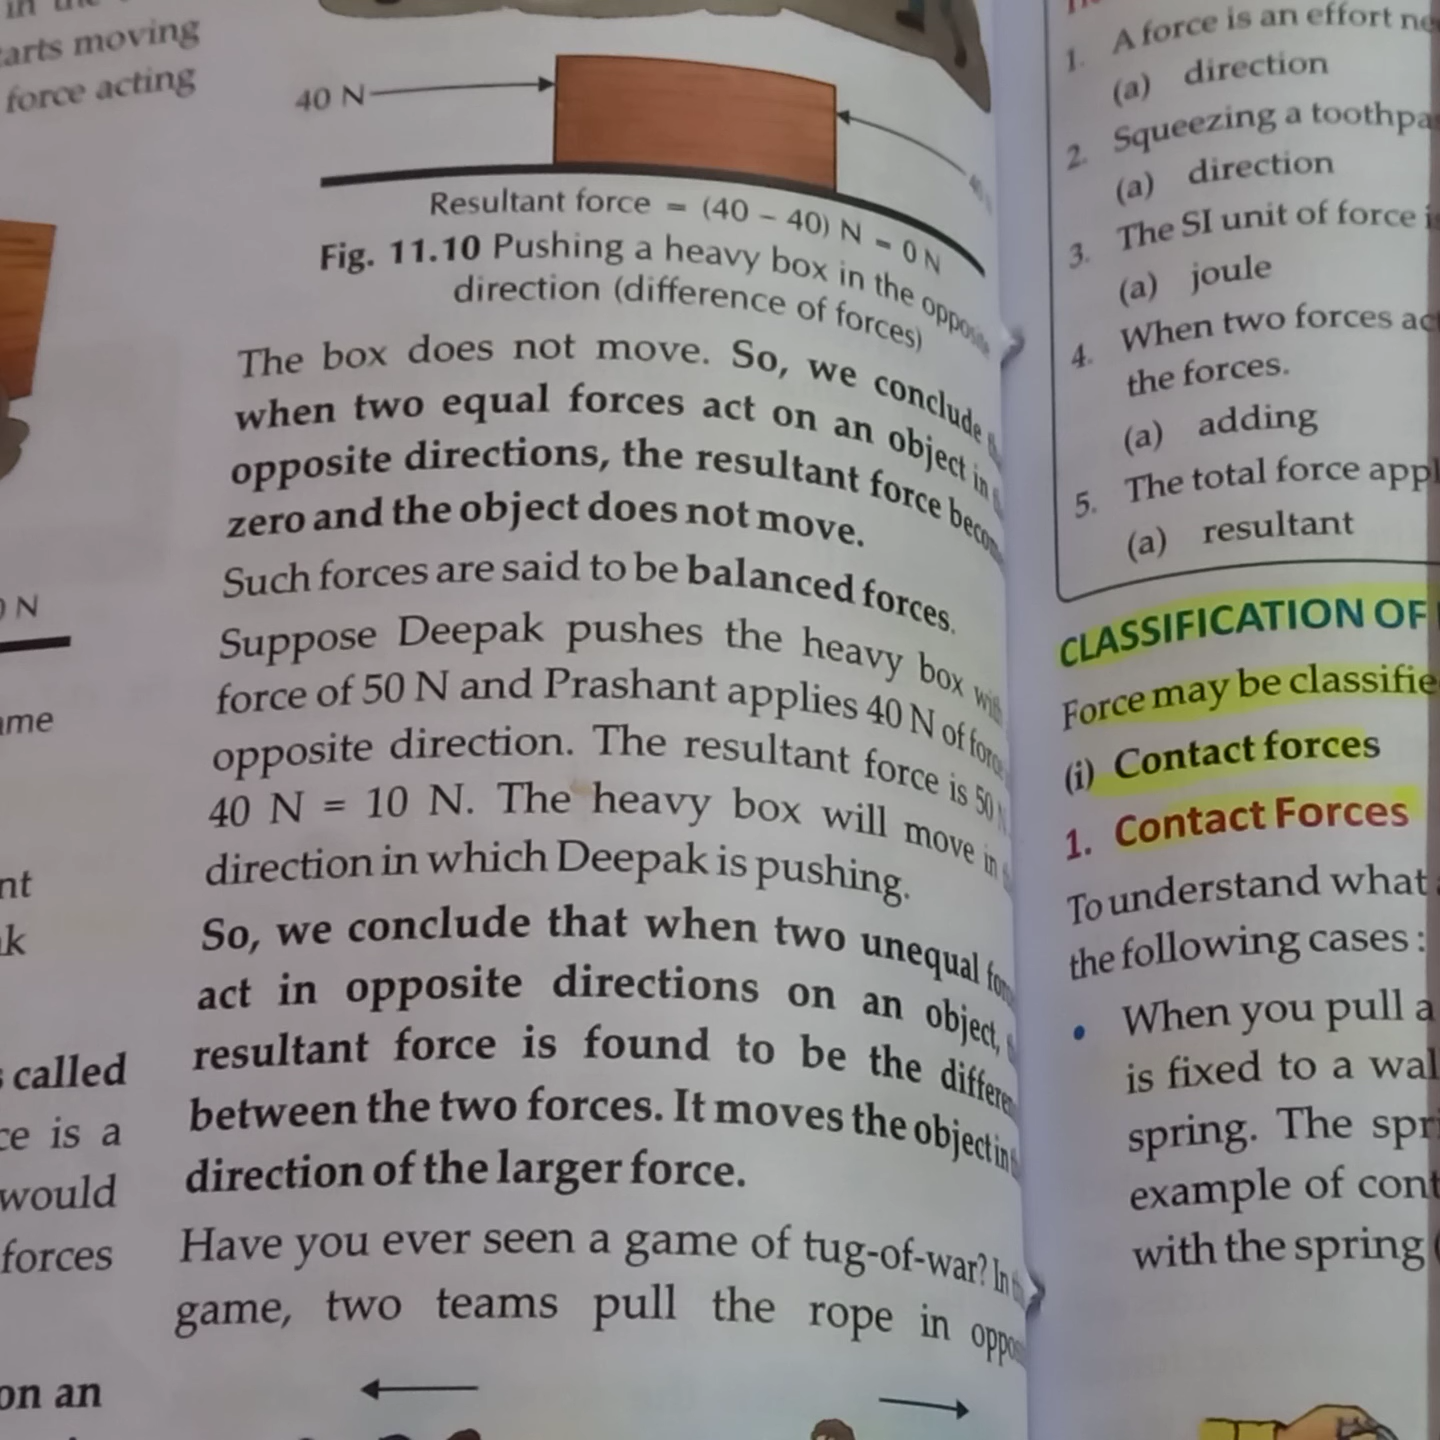 in the
arts moving
force acting
N
me
nt
k
called
ce is a
would
forces
on an
40 N
Resultant force = (40 – 40) N = 0 N
Fig. 11.10 Pushing a heavy box in the opposite
direction (difference of forces)
The box does not move. So, we conclude
when two equal forces act on an object in
opposite directions, the resultant force
zero and the object does not move.
Such forces are said to be balanced forces.
Suppose Deepak pushes the heavy box with
force of 50 N and Prashant applies 40 N of force
opposite direction. The resultant force is 50 N
40 N = 10 N. The heavy box will move in
direction in which Deepak is pushing.
So, we conclude that when two unequal
act in opposite directions on an object,
resultant force is found to be the
between the two forces. It moves the object in
direction of the larger force.
Have you ever seen a game of tug-of-war? In
game, two teams pull the rope in
1. A force is an effort
(a) direction
2. Squeezing a
(a) direction
3. The SI unit of force
(a) joule
4. When two forces
the forces.
(a) adding
5. The total force
(a) resultant
CLASSIFICATION OF
Force may be
(i) Contact forces
1. Contact Forces
To understand what
the following cases :
• When you pull a
is fixed to a
spring. The
example of
with the spring (